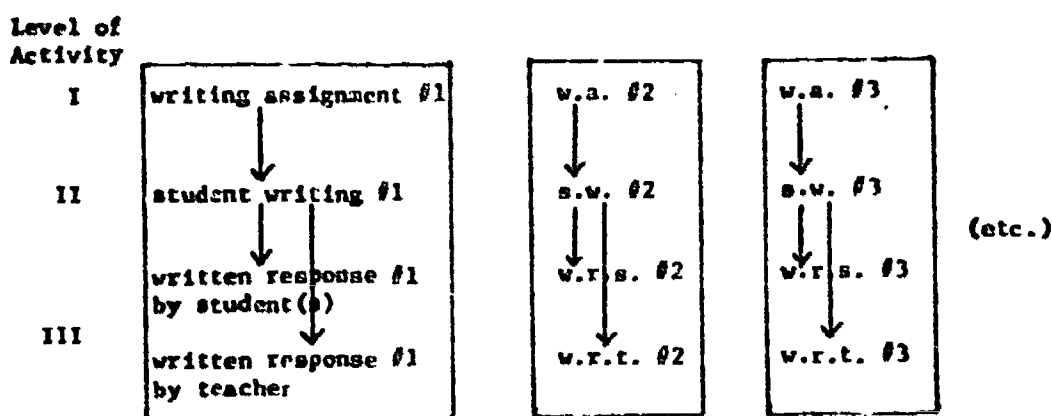 Level of
Activity
I writing assignment #1 w.a. #2 w.a. #3
II student writing #1 s.w. #2 s.w. #3
(etc.)
written response #1 w.r.s. #2 w.r.s. #3
by student(s)
III
written response #1 w.r.t. #2 w.r.t. #3
by teacher